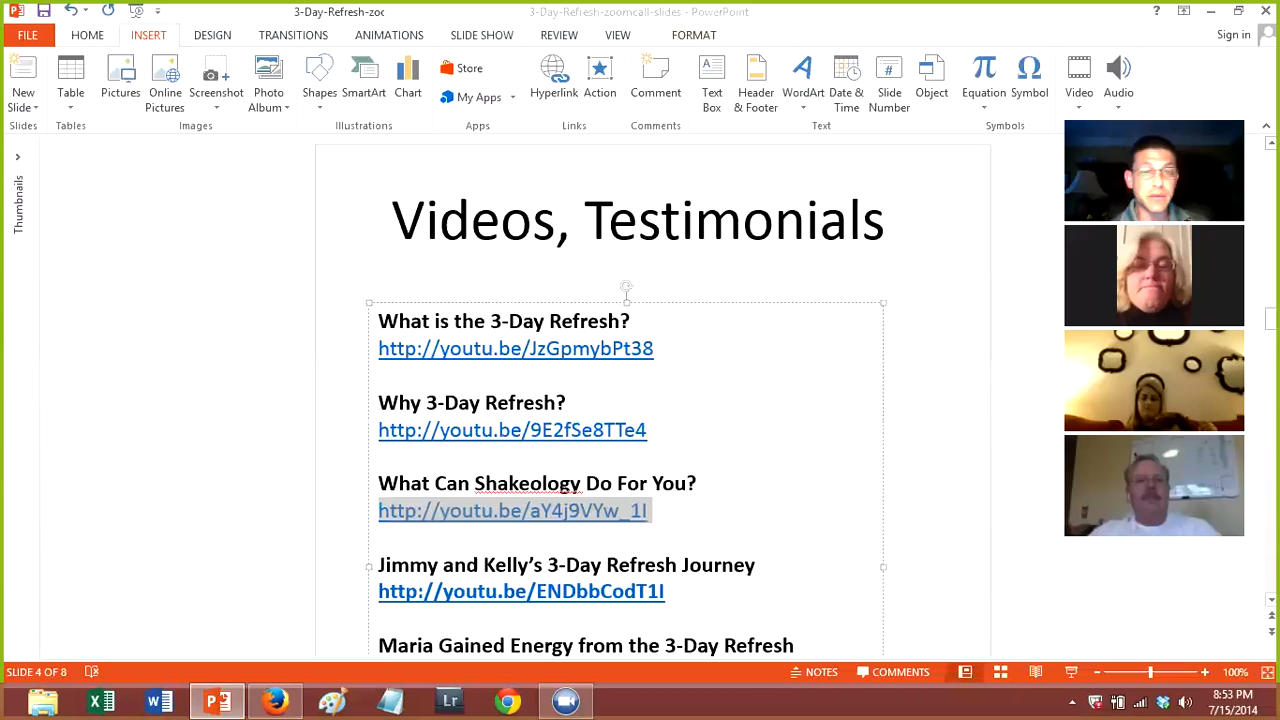 3-Day-Refresh-zoc
3-Day-Refresh-zoomcall-slides - PowerPoint
FILE HOME INSERT DESIGN TRANSITIONS ANIMATIONS SLIDE SHOW REVIEW VIEW FORMAT Sign in
New Slide
Table
Pictures
Online Pictures
Screenshot
Photo Album
Shapes
SmartArt
Chart
Store
My Apps
Hyperlink
Action
Comment
Text Box
Header & Footer
WordArt
Date & Time
Slide Number
Object
Equation
Symbol
Video
Audio
Slides Tables Images Illustrations Apps Links Comments Text Symbols Media
Thumbnails
Videos, Testimonials
What is the 3-Day Refresh?
http://youtu.be/JzGpmybPt38
Why 3-Day Refresh?
http://youtu.be/9E2fSe8TTe4
What Can Shakeology Do For You?
http://youtu.be/aY4j9VYw_1I
Jimmy and Kelly’s 3-Day Refresh Journey
http://youtu.be/ENDbbCodT1I
Maria Gained Energy from the 3-Day Refresh
SLIDE 4 OF 8 NOTES COMMENTS 100%
Lr
8:53 PM
7/15/2014